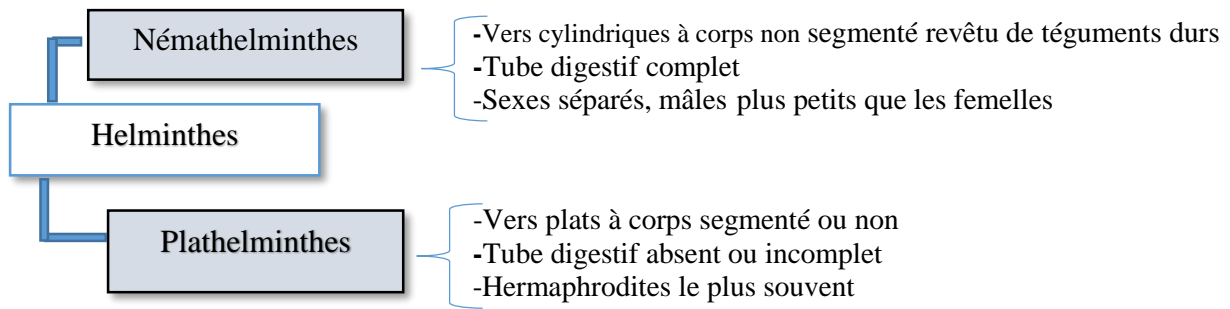 Némathelminthes
-Vers cylindriques à corps non segmenté revêtu de téguments durs
-Tube digestif complet
-Sexes séparés, mâles plus petits que les femelles
Helminthes
Plathelminthes
-Vers plats à corps segmenté ou non
-Tube digestif absent ou incomplet
-Hermaphrodites le plus souvent